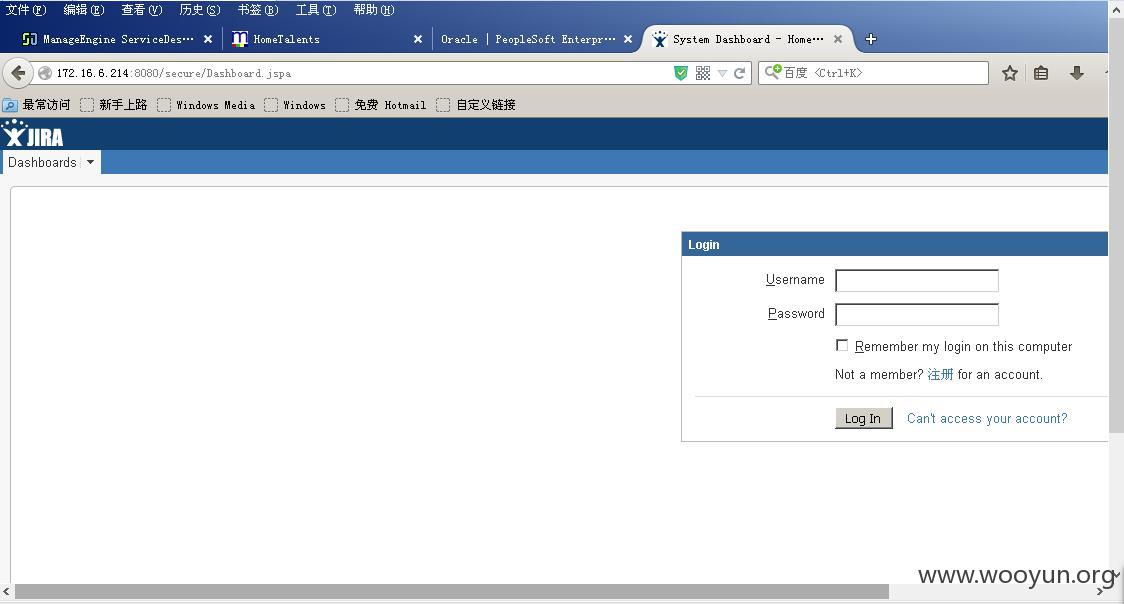 文件(F) 编辑(E) 查看(V) 历史(S) 书签(B) 工具(T) 帮助(H)
ManageEngine ServiceDes··· HomeTalents Oracle | PeopleSoft Enterpr··· System Dashboard - Home···
172.16.6.214:8080/secure/Dashboard.jspa 百度 <Ctrl+K>
最常访问 新手上路 Windows Media Windows 免费 Hotmail 自定义链接
JIRA
Dashboards
Login
Username
Password
Remember my login on this computer
Not a member? 注册 for an account.
Log In Can't access your account?
www.wooyun.org